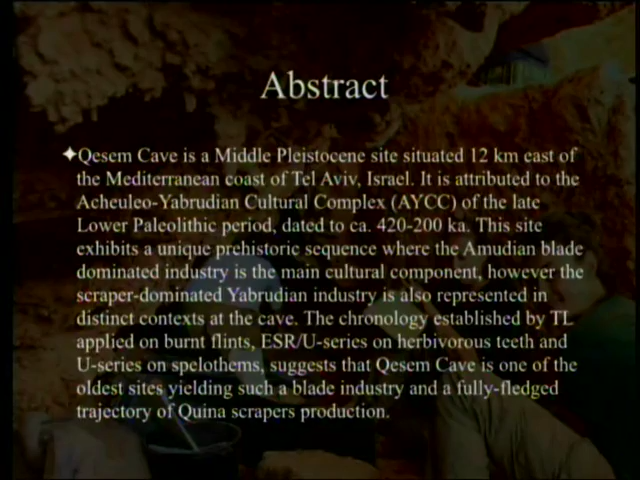 Abstract
✦Qesem Cave is a Middle Pleistocene site situated 12 km east of
the Mediterranean coast of Tel Aviv, Israel. It is attributed to the
Acheuleo-Yabrudian Cultural Complex (AYCC) of the late
Lower Paleolithic period, dated to ca. 420-200 ka. This site
exhibits a unique prehistoric sequence where the Amudian blade
dominated industry is the main cultural component, however the
scraper-dominated Yabrudian industry is also represented in
distinct contexts at the cave. The chronology established by TL
applied on burnt flints, ESR/U-series on herbivorous teeth and
U-series on spelothems, suggests that Qesem Cave is one of the
oldest sites yielding such a blade industry and a fully-fledged
trajectory of Quina scrapers production.